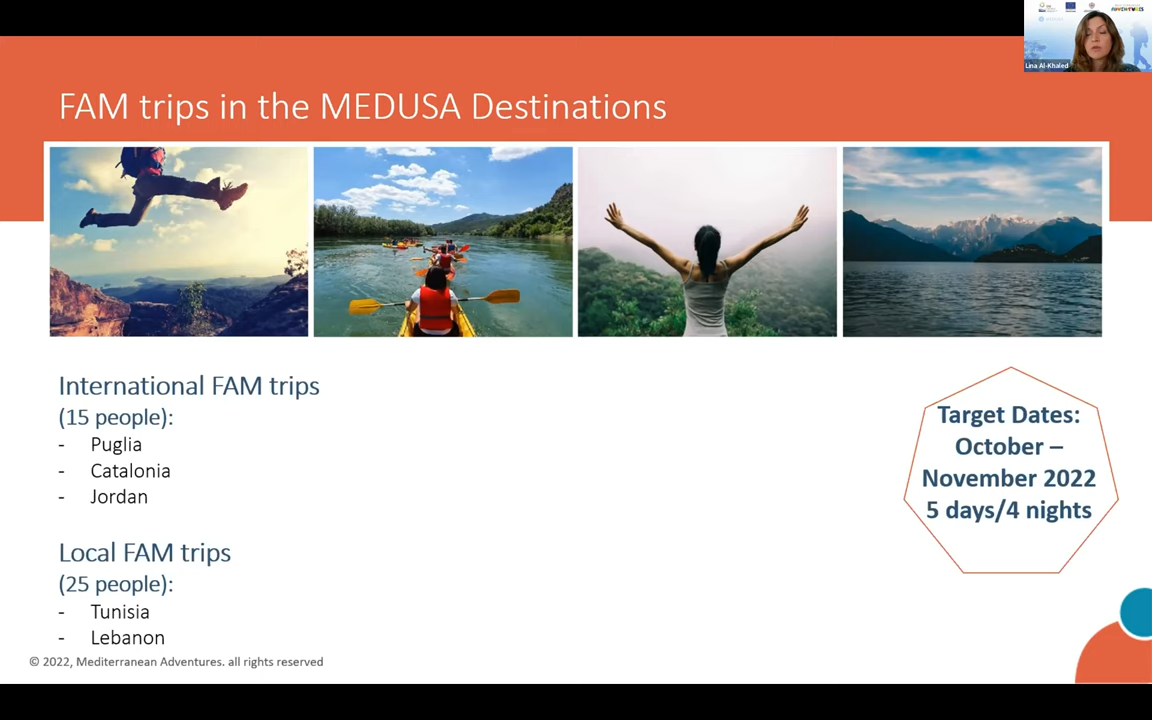 ADVENTURES
Lina Al-Khaled
FAM trips in the MEDUSA Destinations
International FAM trips
(15 people):
- Puglia
- Catalonia
- Jordan
Local FAM trips
(25 people):
- Tunisia
- Lebanon
Target Dates:
October –
November 2022
5 days/4 nights
© 2022, Mediterranean Adventures. all rights reserved